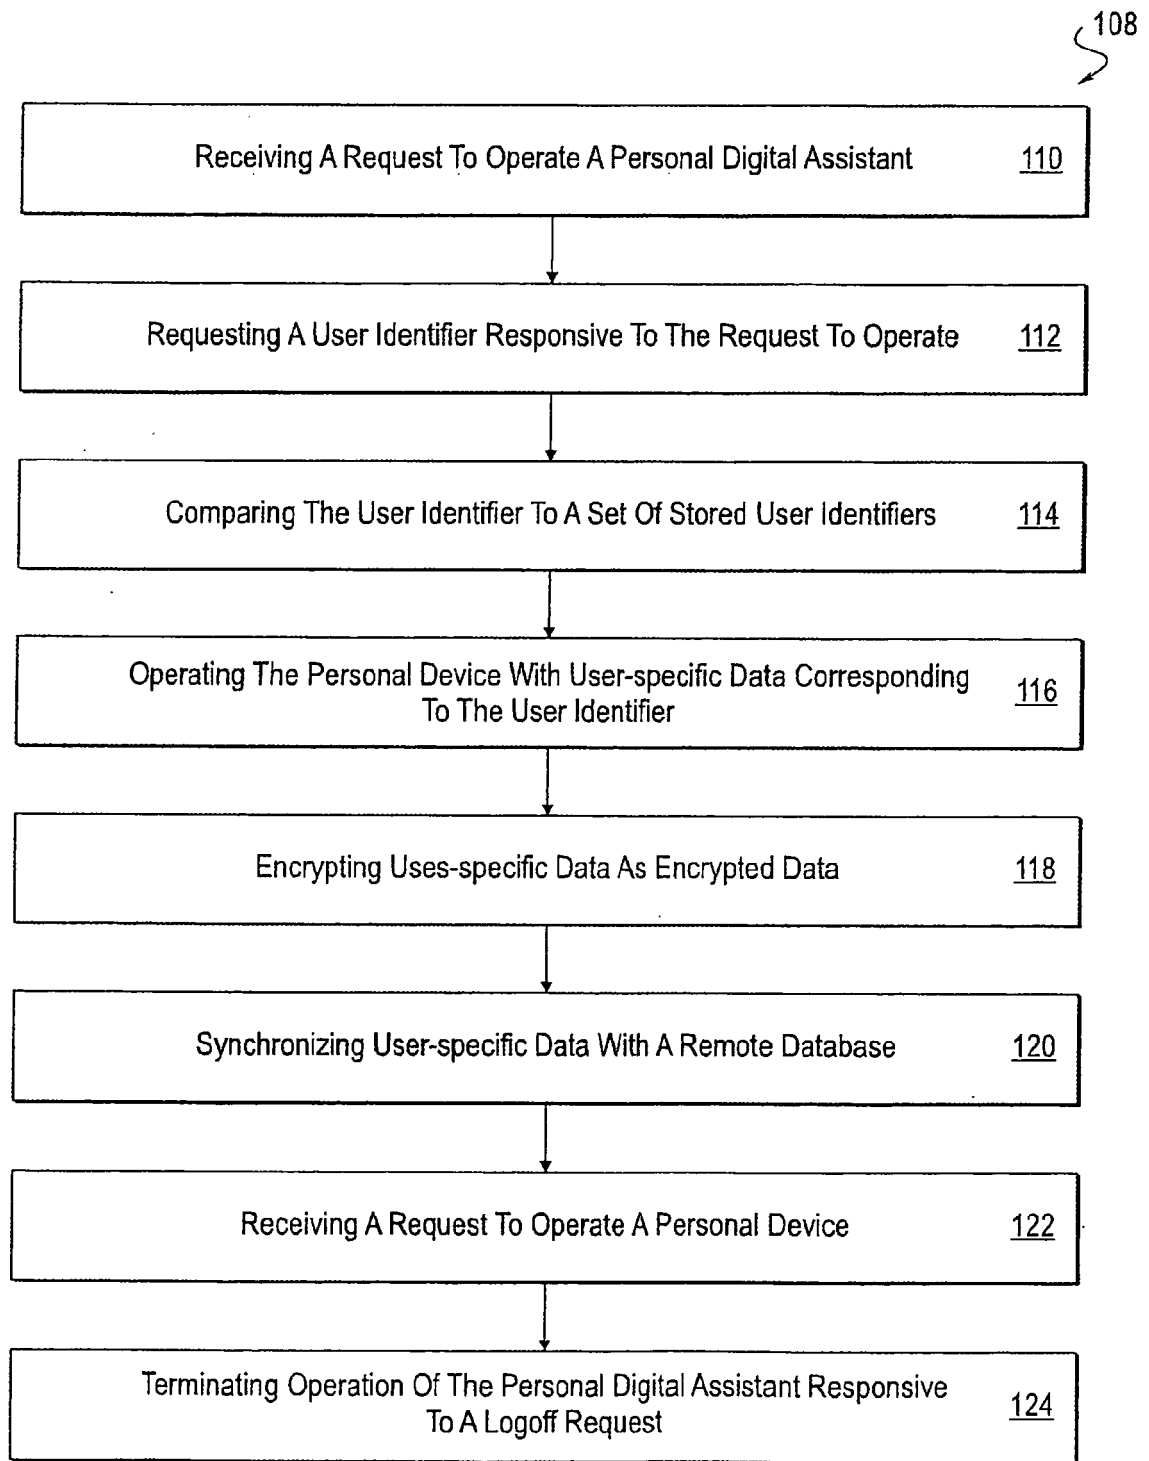 108
Receiving A Request To Operate A Personal Digital Assistant 110
Requesting A User Identifier Responsive To The Request To Operate 112
Comparing The User Identifier To A Set Of Stored User Identifiers 114
Operating The Personal Device With User-specific Data Corresponding
To The User Identifier 116
Encrypting Uses-specific Data As Encrypted Data 118
Synchronizing User-specific Data With A Remote Database 120
Receiving A Request To Operate A Personal Device 122
Terminating Operation Of The Personal Digital Assistant Responsive
To A Logoff Request 124